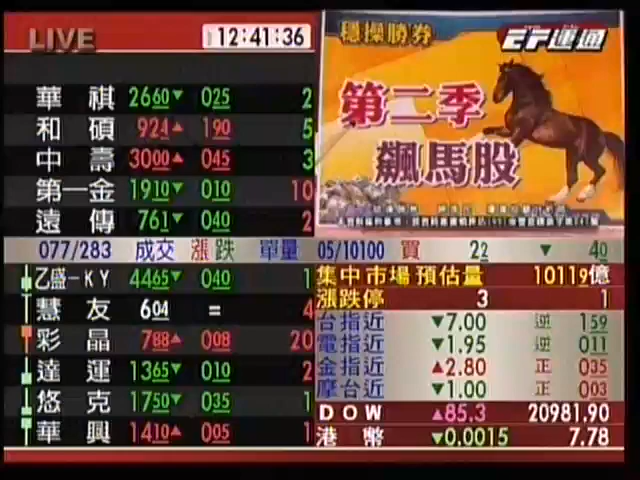 LIVE 12:41:36
華祺 2660▼ 025 2
和碩 924▲ 190 5
中壽 3000▲ 045 3
第一金 1910▼ 010 10
遠傳 761▼ 040 2
077/283 成交 漲跌 單量
乙盛-KY 4465▼ 040 1
慧友 604 = 4
彩晶 788▲ 008 20
達運 1365▼ 010 2
悠克 1750▼ 035 1
華興 1410▲ 005 1
穩操勝券
EF 運通
第二季
飆馬股
05/10100 買 22 ▼ 40
集中市場預估量 10119億
漲跌停 3 1
台指近 ▼7.00 逆 159
電指近 ▼1.95 逆 011
金指近 ▲2.80 正 035
摩台近 ▼1.00 正 003
DOW ▲85.3 20981.90
港幣 ▼0.0015 7.78